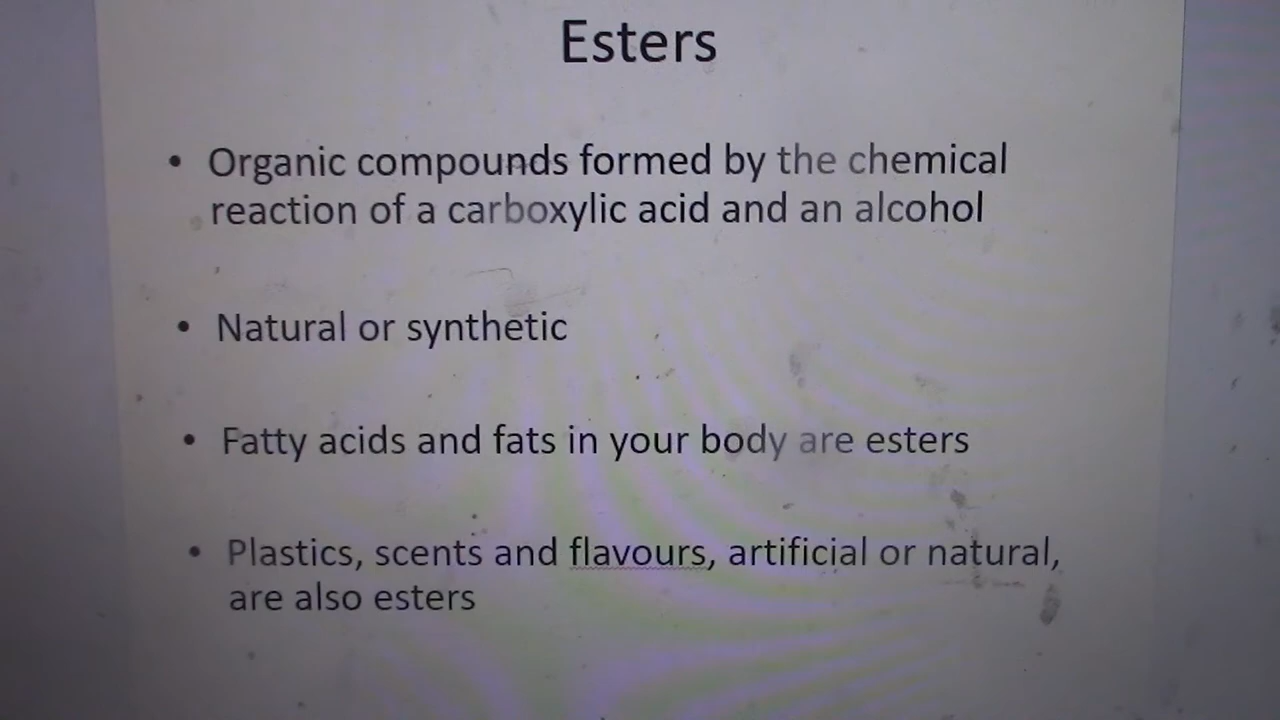 Esters
• Organic compounds formed by the chemical
reaction of a carboxylic acid and an alcohol
• Natural or synthetic
• Fatty acids and fats in your body are esters
• Plastics, scents and flavours, artificial or natural,
are also esters